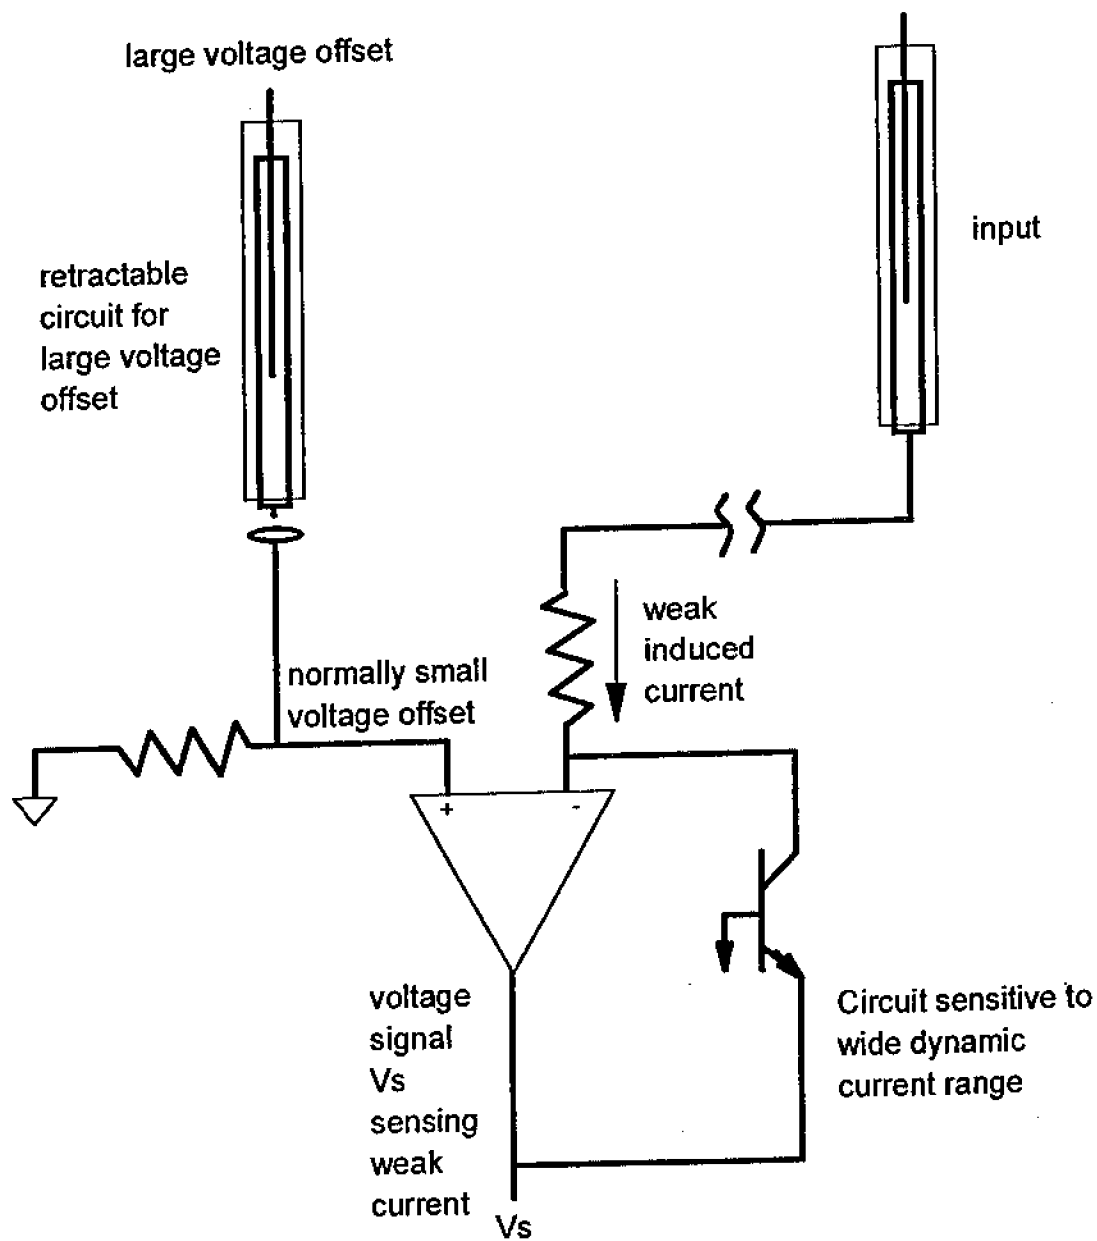 large voltage offset
input
retractable
circuit for
large voltage
offset
weak
induced
current
normally small
voltage offset
+
-
voltage
signal
Vs
sensing
weak
current
Circuit sensitive to
wide dynamic
current range
Vs